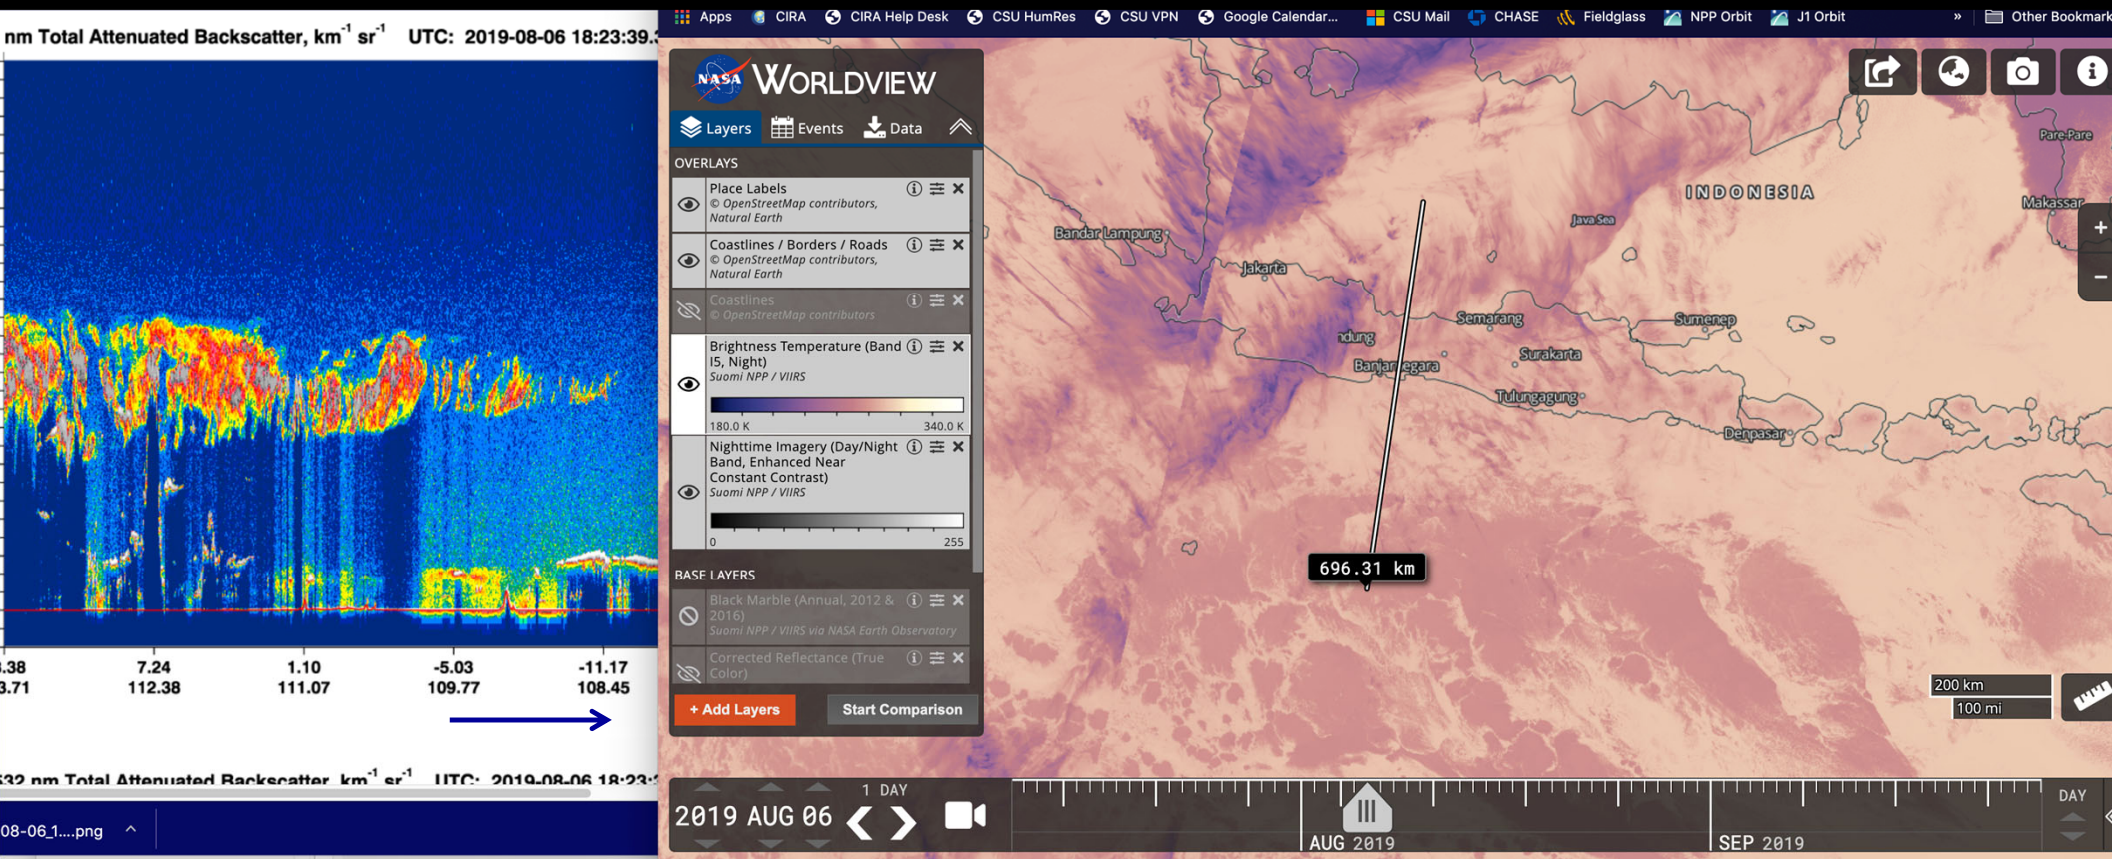 nm Total Attenuated Backscatter, km⁻¹ sr⁻¹ UTC: 2019-08-06 18:23:39.
.38 7.24 1.10 -5.03 -11.17
3.71 112.38 111.07 109.77 108.45
532 nm Total Attenuated Backscatter, km⁻¹ sr⁻¹ UTC: 2019-08-06 18:23:
08-06_1....png
Apps CIRA CIRA Help Desk CSU HumRes CSU VPN Google Calendar... CSU Mail CHASE Fieldglass NPP Orbit J1 Orbit » Other Bookmark
NASA WORLDVIEW
Layers Events Data
OVERLAYS
Place Labels
© OpenStreetMap contributors,
Natural Earth
Coastlines / Borders / Roads
© OpenStreetMap contributors,
Natural Earth
Coastlines
© OpenStreetMap contributors
Brightness Temperature (Band
I5, Night)
Suomi NPP / VIIRS
180.0 K 340.0 K
Nighttime Imagery (Day/Night
Band, Enhanced Near
Constant Contrast)
Suomi NPP / VIIRS
0 255
BASE LAYERS
Black Marble (Annual, 2012 &
2016)
Suomi NPP / VIIRS via NASA Earth Observatory
Corrected Reflectance (True
Color)
+ Add Layers Start Comparison
INDONESIA
Pare-Pare
Makassar
Java Sea
Bandar Lampung
Jakarta
ndung
Semarang
Sumenep
Banjarnegara
Surakarta
Tulungagung
Denpasar
696.31 km
200 km
100 mi
+
−
2019 AUG 06
1 DAY
AUG 2019
SEP 2019
DAY